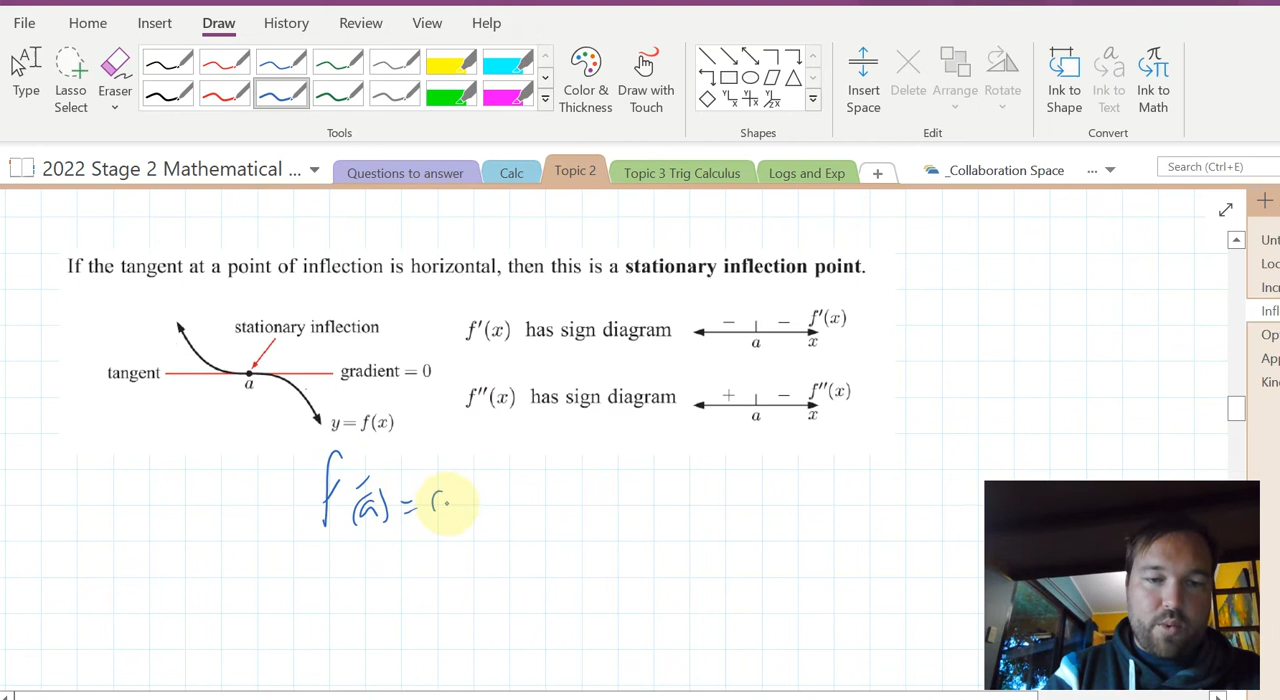 File Home Insert Draw History Review View Help
Type Lasso Select Eraser Color & Thickness Draw with Touch Insert Space Delete Arrange Rotate Ink to Shape Ink to Text Ink to Math
Tools Shapes Edit Convert
2022 Stage 2 Mathematical ... Questions to answer Calc Topic 2 Topic 3 Trig Calculus Logs and Exp + _Collaboration Space ... Search (Ctrl+E)
If the tangent at a point of inflection is horizontal, then this is a stationary inflection point.
stationary inflection
tangent
gradient = 0
a
y = f(x)
f′(x) has sign diagram
− − f′(x)
a x
f″(x) has sign diagram
+ − f″(x)
a x
f′(a) =